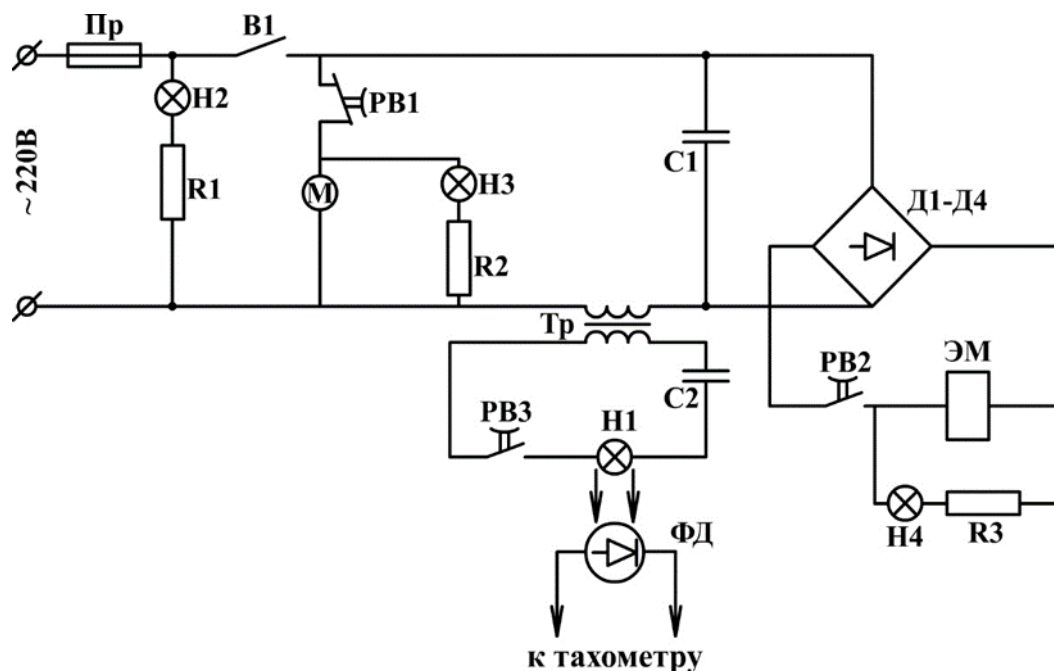 Пр
В1
Н2
РВ1
~220В
R1
М
Н3
С1
Д1-Д4
R2
Тр
РВ2
ЭМ
С2
РВ3
Н1
ФД
Н4
R3
к тахометру